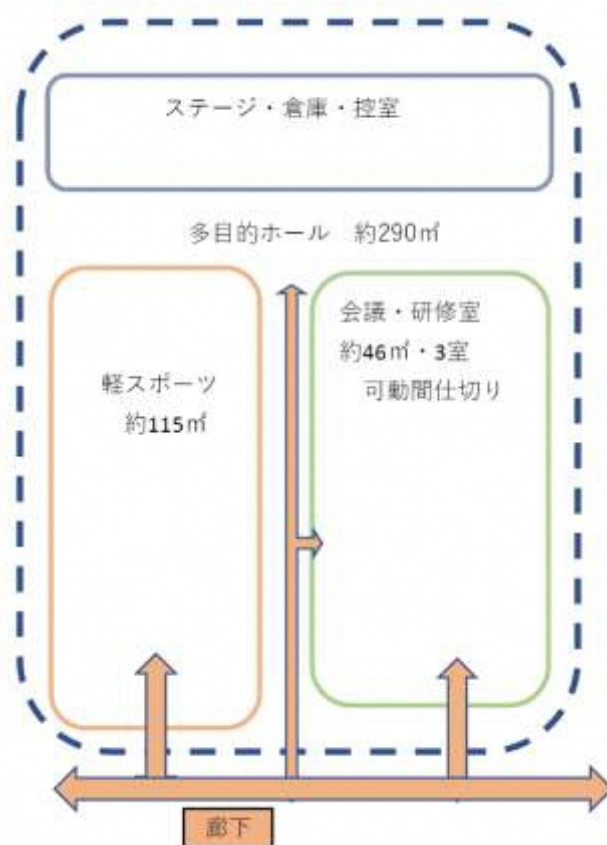 ステージ・倉庫・控室
多目的ホール　約290㎡
会議・研修室
約46㎡・3室
可動間仕切り
軽スポーツ
約115㎡
廊下